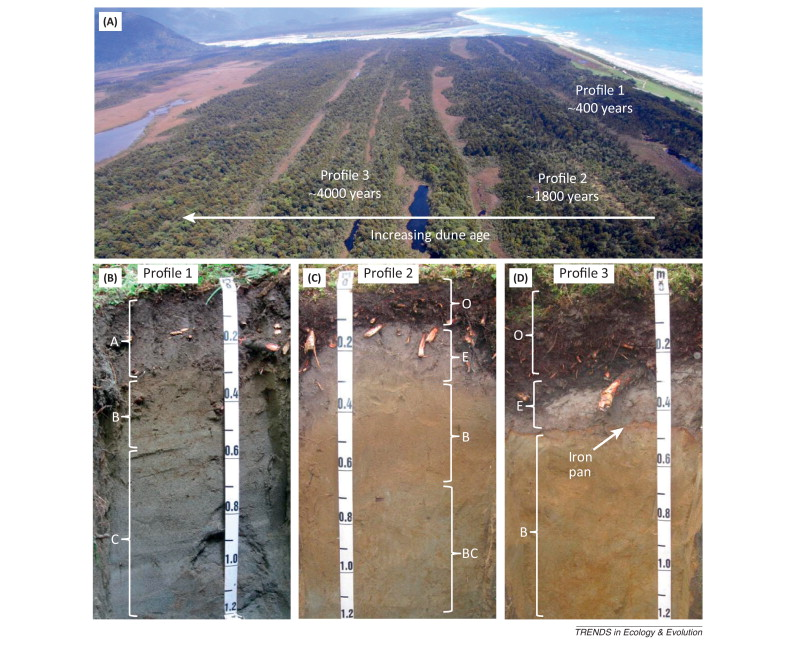 (A)
Profile 1
~400 years
Profile 3
~4000 years
Profile 2
~1800 years
Increasing dune age
(B)
Profile 1
A
B
C
0.2
0.4
0.6
0.8
1.0
1.2
(C)
Profile 2
O
E
B
BC
0.2
0.4
0.6
0.8
1.0
1.2
(D)
Profile 3
O
E
Iron
pan
B
0.2
0.4
0.6
0.8
1.0
1.2
TRENDS in Ecology & Evolution